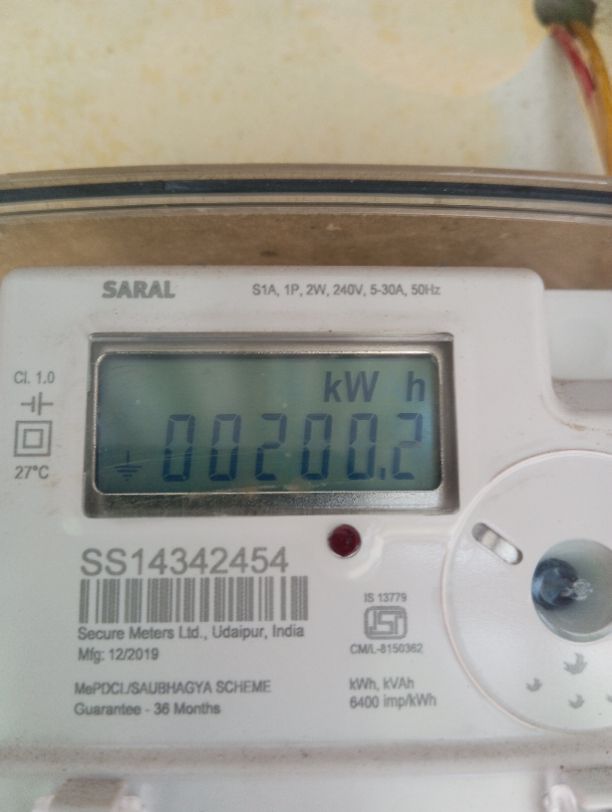 SARAL
S1A, 1P, 2W, 240V, 5-30A, 50Hz
Cl. 1.0
27°C
kW h
00200.2
SS14342454
Secure Meters Ltd., Udaipur, India
Mfg: 12/2019
MePDCL/SAUBHAGYA SCHEME
Guarantee - 36 Months
IS 13779
ISI
CM/L-8150362
kWh, kVAh
6400 imp/kWh